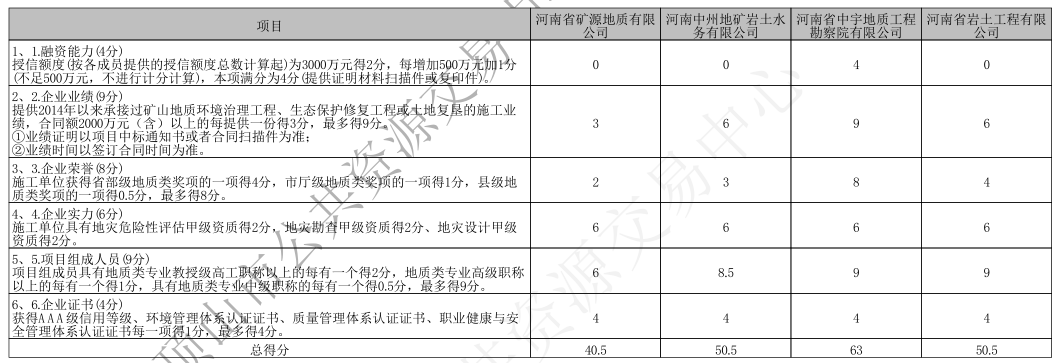 项目 河南省矿源地质有限公司 河南中州地矿岩土水务有限公司 河南省中宇地质工程勘察院有限公司 河南省岩土工程有限公司
1、1.融资能力(4分)
授信额度(按各成员提供的授信额度总数计算起)为3000万元得2分，每增加500万元加1分
(不足500万元，不进行计分计算)，本项满分为4分(提供证明材料扫描件或复印件)。
0 0 4 0
2、2.企业业绩(9分)
提供2014年以来承接过矿山地质环境治理工程、生态保护修复工程或土地复垦的施工业
绩，合同额2000万元（含）以上的每提供一份得3分，最多得9分。
①业绩证明以项目中标通知书或者合同扫描件为准；
②业绩时间以签订合同时间为准。
3 6 9 6
3、3.企业荣誉(8分)
施工单位获得省部级地质类奖项的一项得4分，市厅级地质类奖项的一项得1分，县级地
质类奖项的一项得0.5分，最多得8分。
2 3 8 4
4、4.企业实力(6分)
施工单位具有地灾危险性评估甲级资质得2分，地灾勘查甲级资质得2分、地灾设计甲级
资质得2分。
6 6 6 6
5、5.项目组成人员(9分)
项目组成员具有地质类专业教授级高工职称以上的每有一个得2分，地质类专业高级职称
以上的每有一个得1分，具有地质类专业中级职称的每有一个得0.5分，最多得9分。
6 8.5 9 9
6、6.企业证书(4分)
获得AAA级信用等级、环境管理体系认证证书、质量管理体系认证证书、职业健康与安
全管理体系认证证书每一项得1分，最多得4分。
4 4 4 4
总得分 40.5 50.5 63 50.5
顶山市公共资源交易中心
共资源交易中心